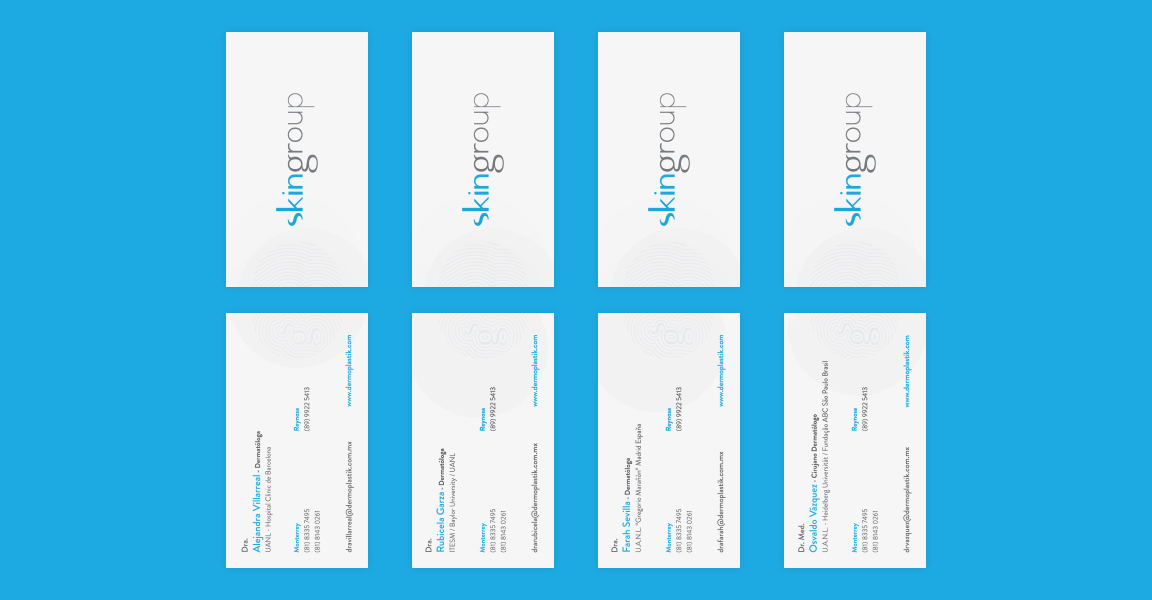 skingroup
skingroup
skingroup
skingroup
Dra.
Alejandra Villarreal - Dermatóloga
UANL - Hospital Clínic de Barcelona
Monterrey
(81) 8335 7495
(81) 8143 0261
Reynosa
(89) 9922 5413
dravillarreal@dermoplastik.com.mx
www.dermoplastik.com
Dra.
Rubicela Garza - Dermatóloga
ITESM / Baylor University / UANL
Monterrey
(81) 8335 7495
(81) 8143 0261
Reynosa
(89) 9922 5413
drarubicela@dermoplastik.com.mx
www.dermoplastik.com
Dra.
Farah Sevilla - Dermatóloga
U.A.N.L. "Gregorio Marañón" Madrid España
Monterrey
(81) 8335 7495
(81) 8143 0261
Reynosa
(89) 9922 5413
drafarah@dermoplastik.com.mx
www.dermoplastik.com
Dr. Med.
Osvaldo Vázquez - Cirujano Dermatólogo
U.A.N.L. - Heidelberg Universität / Fundação ABC São Paulo Brasil
Monterrey
(81) 8335 7495
(81) 8143 0261
Reynosa
(89) 9922 5413
drvazquez@dermoplastik.com.mx
www.dermoplastik.com